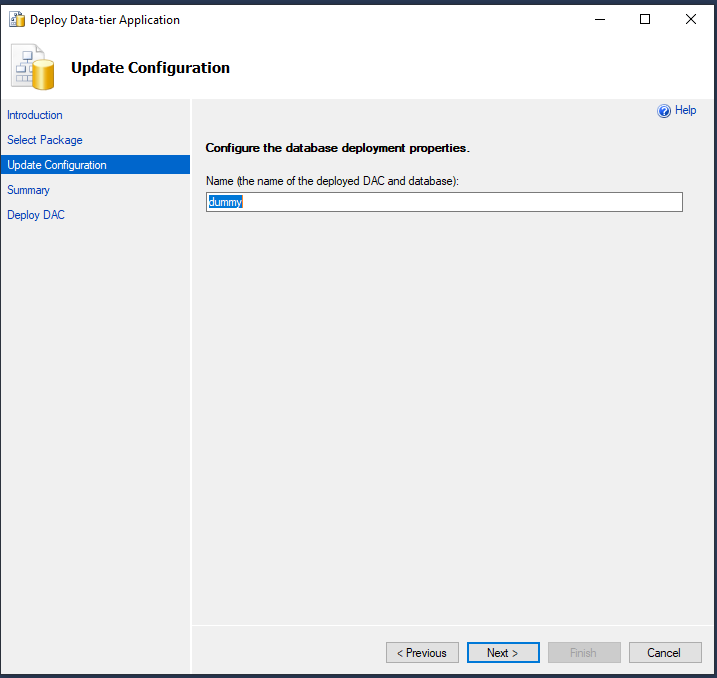 Deploy Data-tier Application
Update Configuration
Introduction
Select Package
Update Configuration
Summary
Deploy DAC
Help
Configure the database deployment properties.
Name (the name of the deployed DAC and database):
dummy
< Previous
Next >
Finish
Cancel